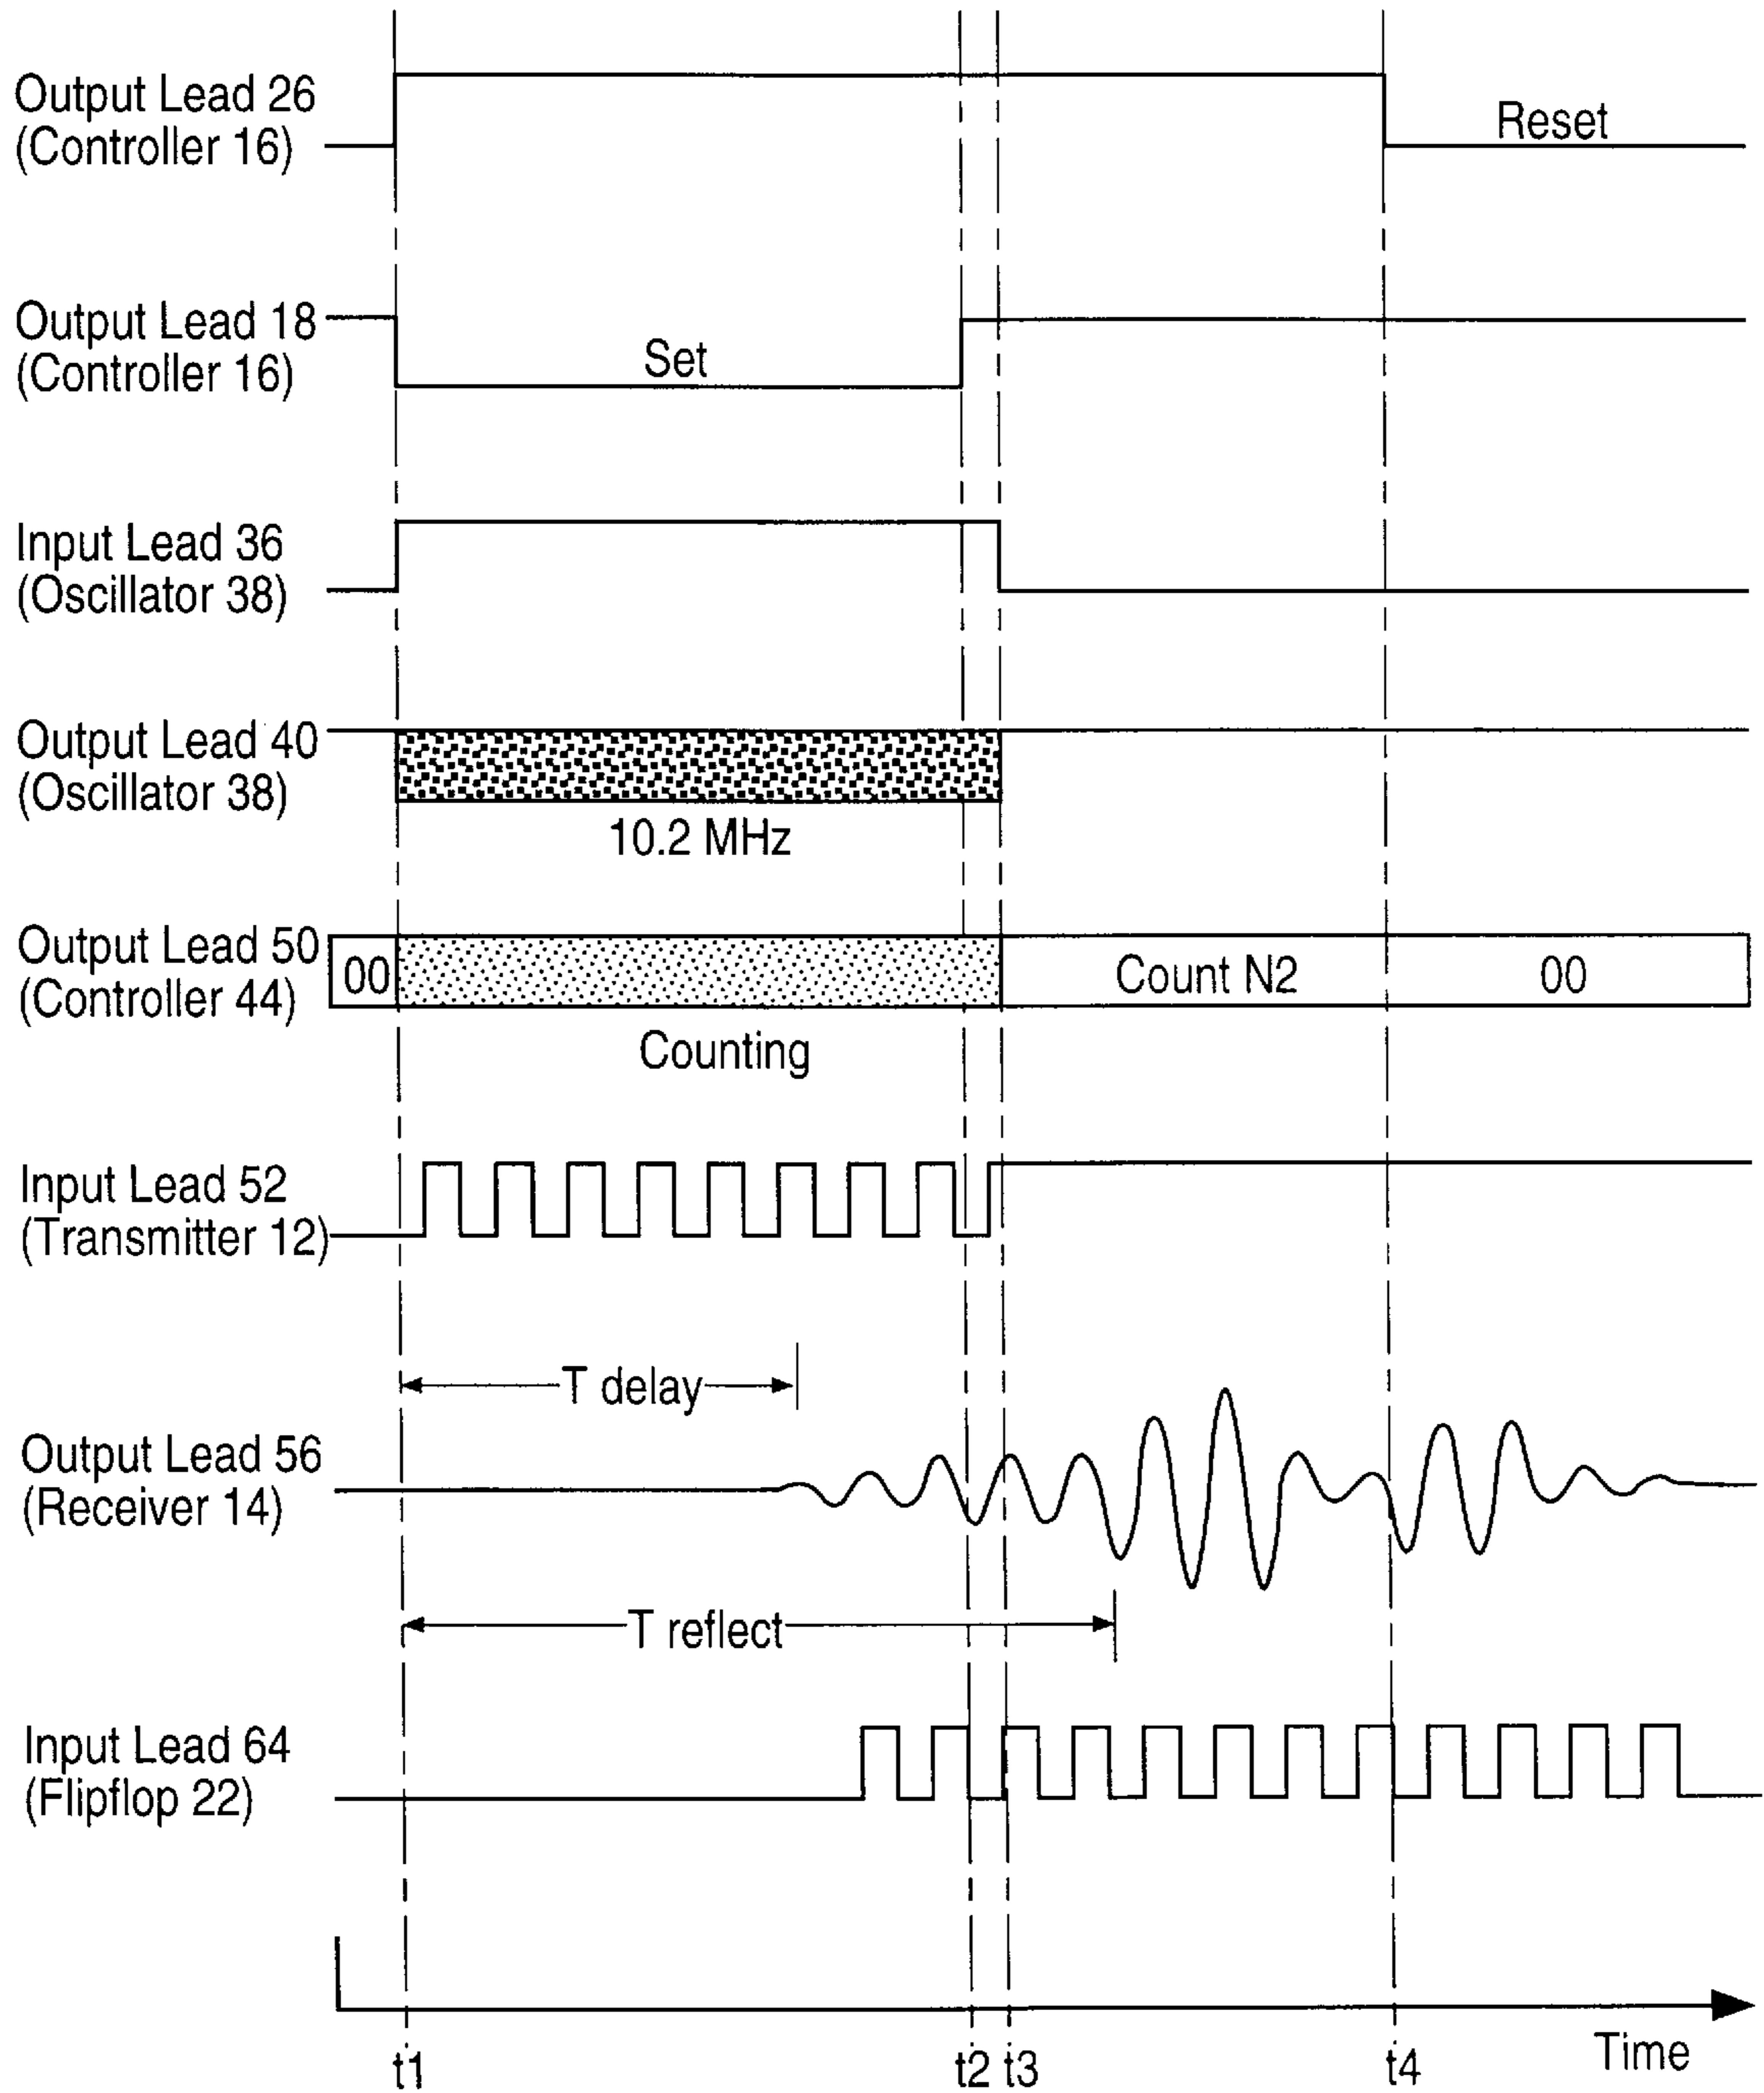 Output Lead 26
(Controller 16)
Reset
Output Lead 18
(Controller 16)
Set
Input Lead 36
(Oscillator 38)
Output Lead 40
(Oscillator 38)
10.2 MHz
Output Lead 50
(Controller 44)
00
Count N2
00
Counting
Input Lead 52
(Transmitter 12)
T delay
Output Lead 56
(Receiver 14)
T reflect
Input Lead 64
(Flipflop 22)
t1
t2
t3
t4
Time